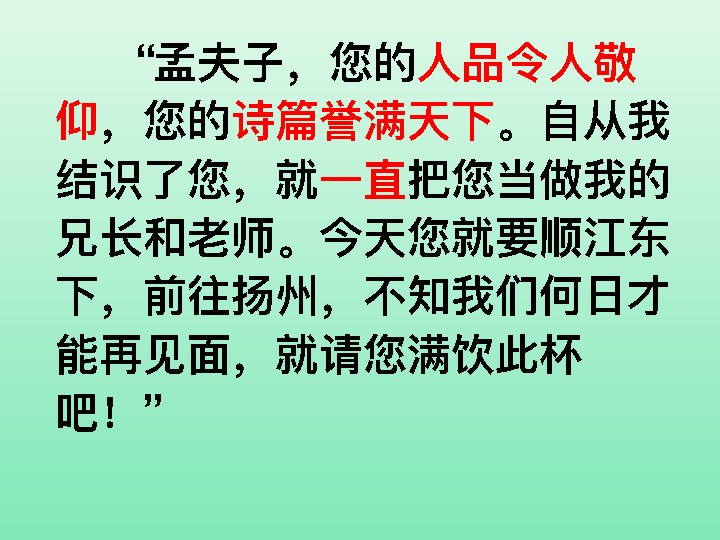 “孟夫子，您的人品令人敬
仰，您的诗篇誉满天下。自从我
结识了您，就一直把您当做我的
兄长和老师。今天您就要顺江东
下，前往扬州，不知我们何日才
能再见面，就请您满饮此杯
吧！”